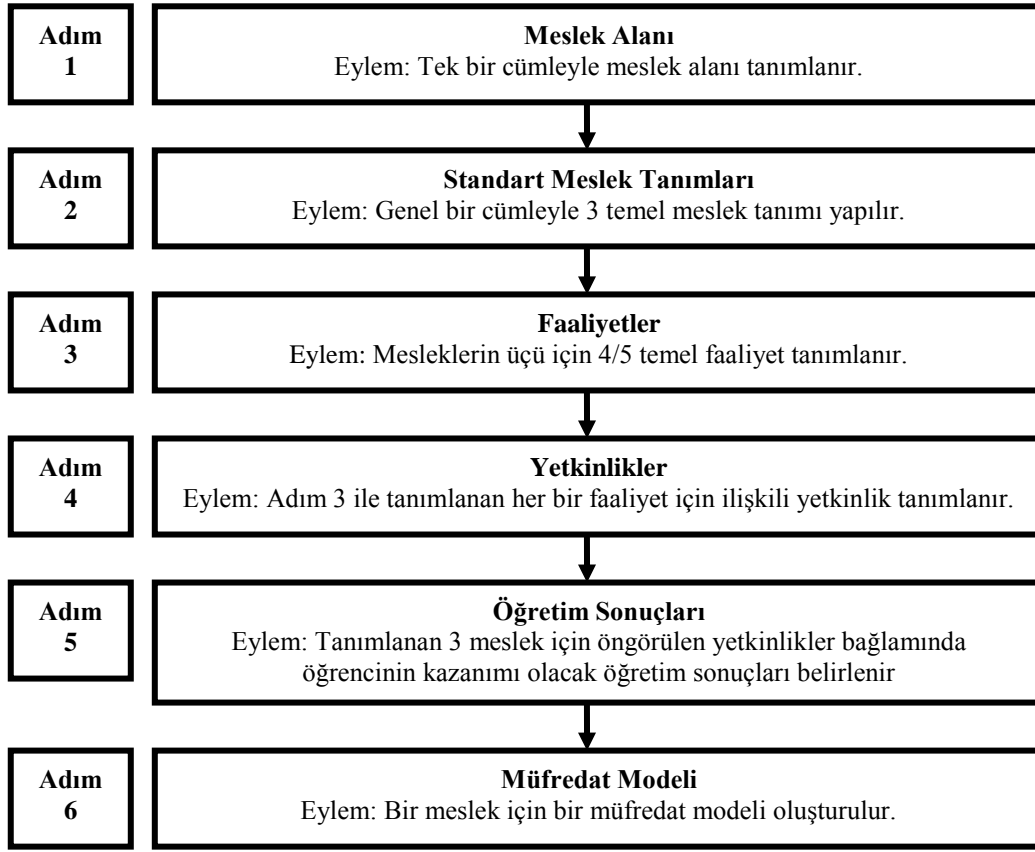 Adım
1
Meslek Alanı
Eylem: Tek bir cümleyle meslek alanı tanımlanır.
Adım
2
Standart Meslek Tanımları
Eylem: Genel bir cümleyle 3 temel meslek tanımı yapılır.
Adım
3
Faaliyetler
Eylem: Mesleklerin üçü için 4/5 temel faaliyet tanımlanır.
Adım
4
Yetkinlikler
Eylem: Adım 3 ile tanımlanan her bir faaliyet için ilişkili yetkinlik tanımlanır.
Adım
5
Öğretim Sonuçları
Eylem: Tanımlanan 3 meslek için öngörülen yetkinlikler bağlamında
öğrencinin kazanımı olacak öğretim sonuçları belirlenir
Adım
6
Müfredat Modeli
Eylem: Bir meslek için bir müfredat modeli oluşturulur.